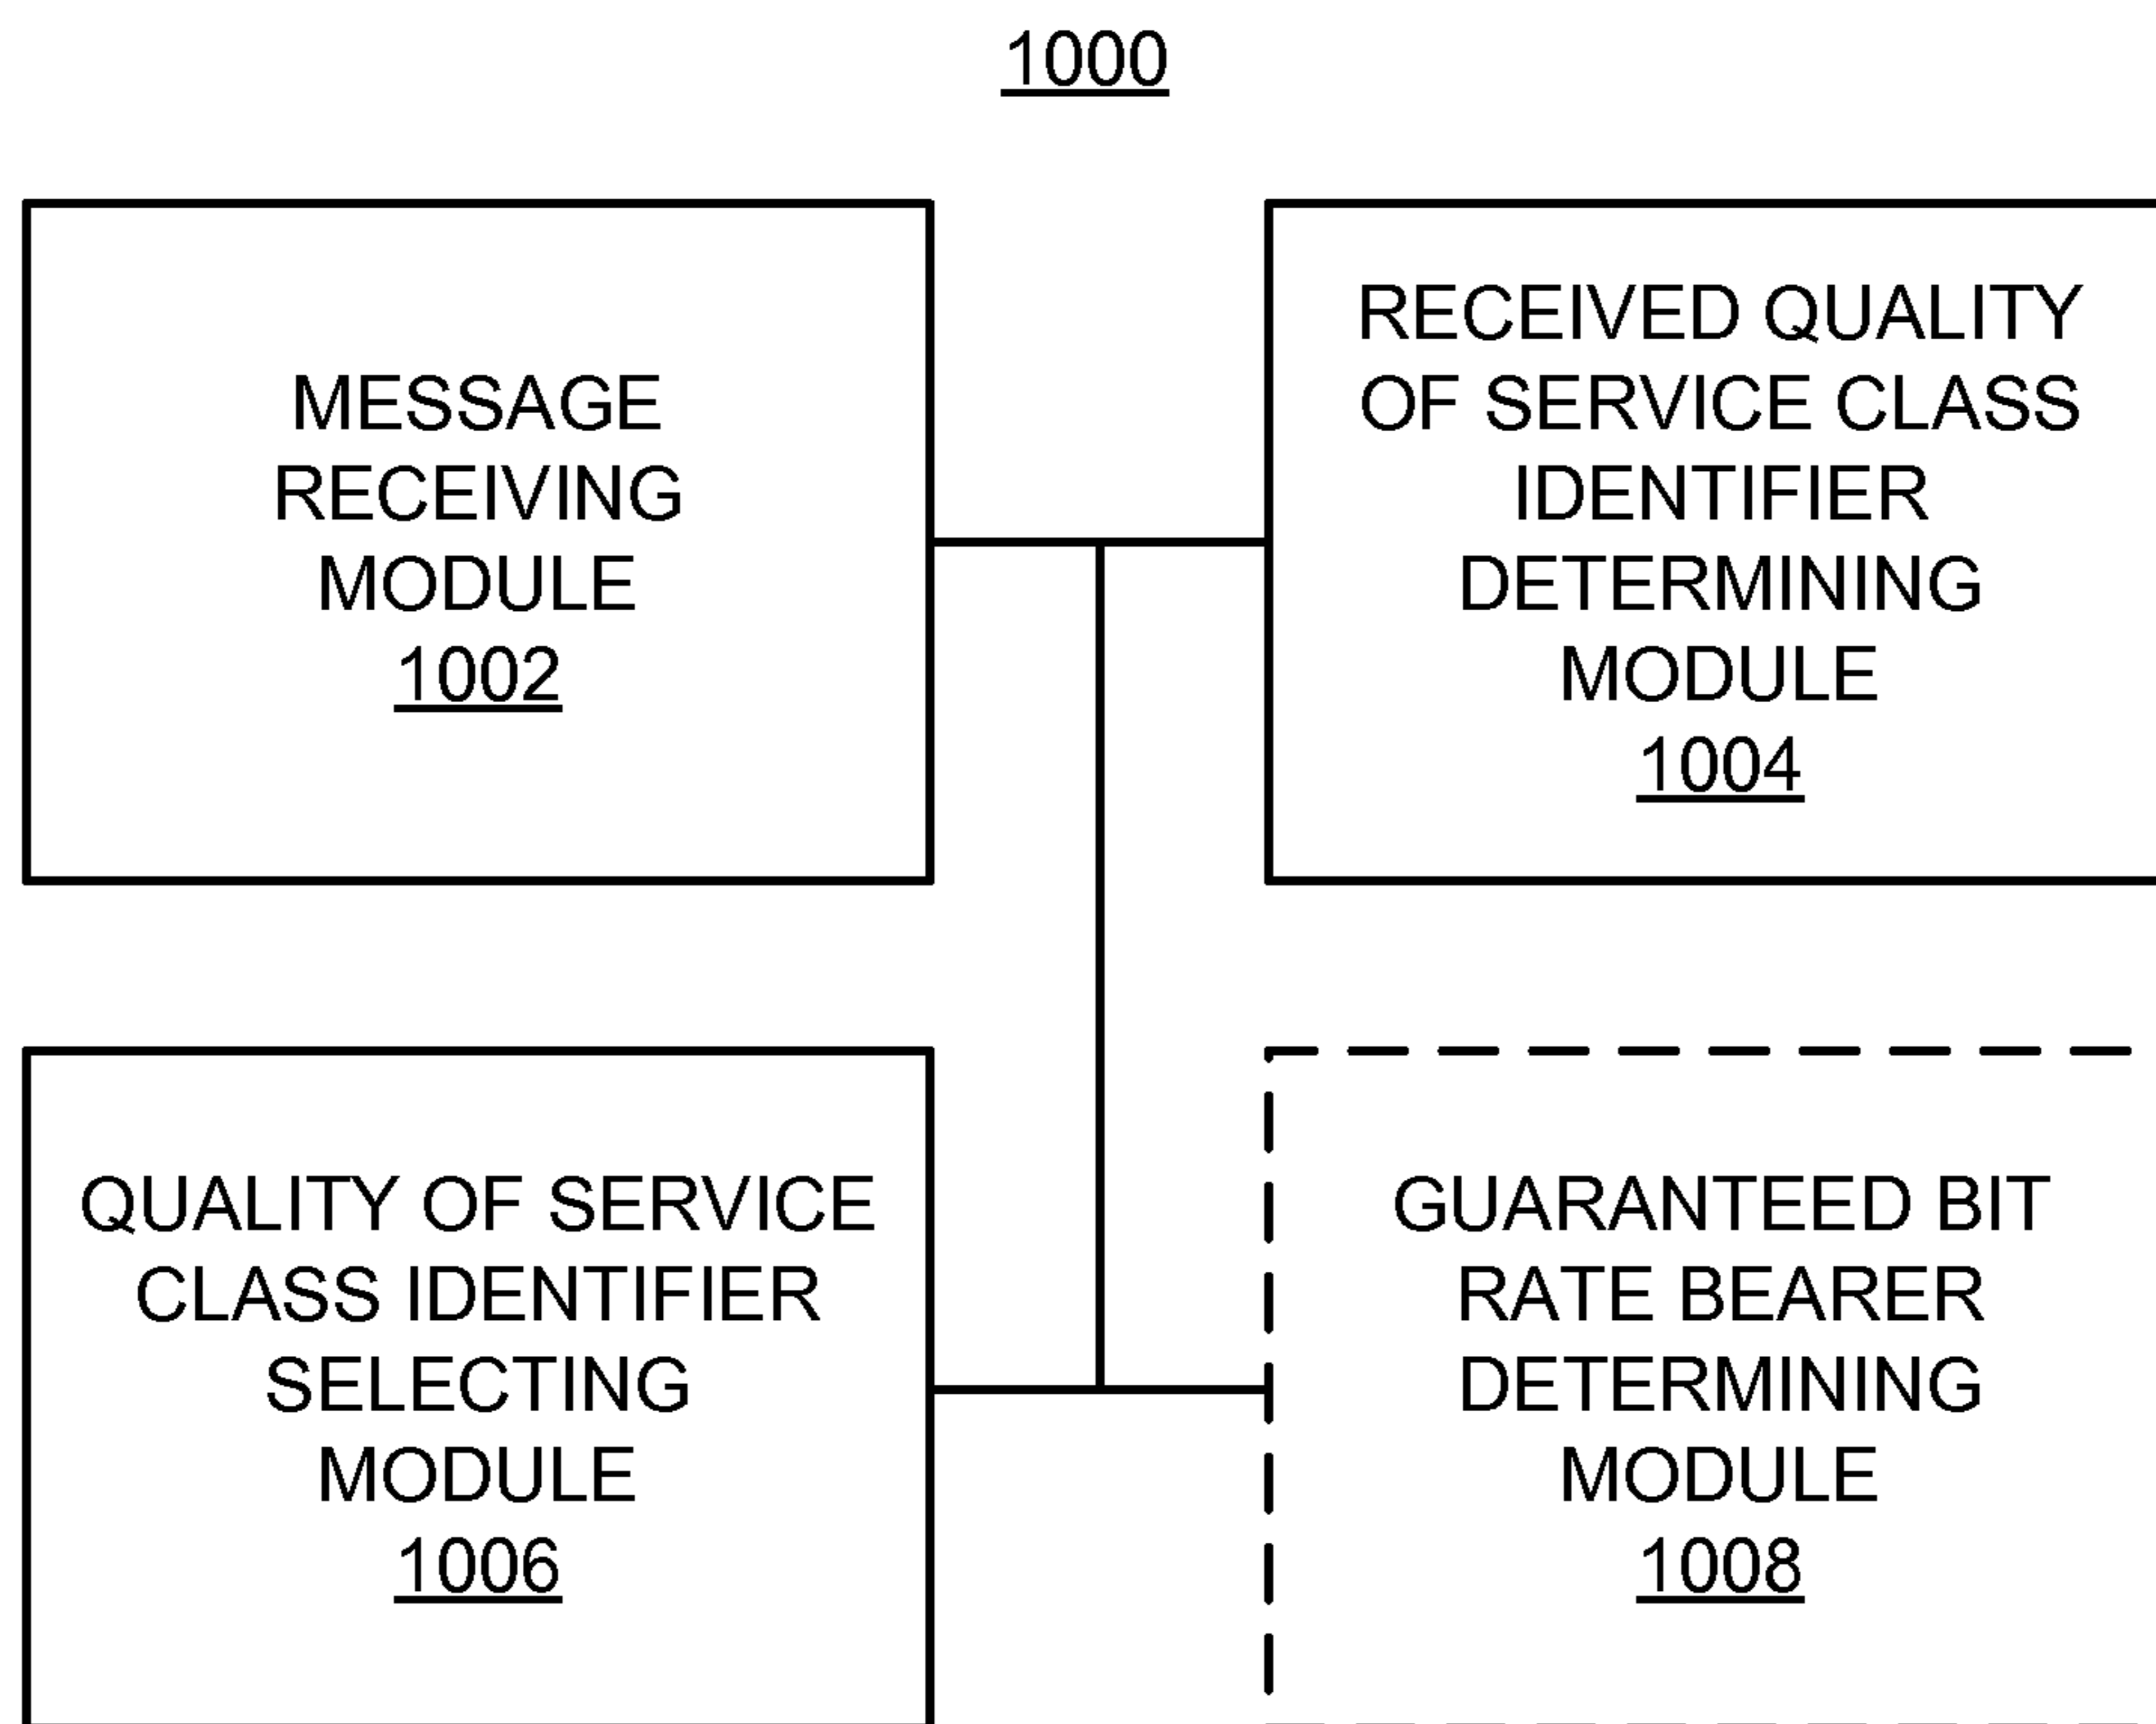 1000
MESSAGE
RECEIVING
MODULE
1002
RECEIVED QUALITY
OF SERVICE CLASS
IDENTIFIER
DETERMINING
MODULE
1004
QUALITY OF SERVICE
CLASS IDENTIFIER
SELECTING
MODULE
1006
GUARANTEED BIT
RATE BEARER
DETERMINING
MODULE
1008